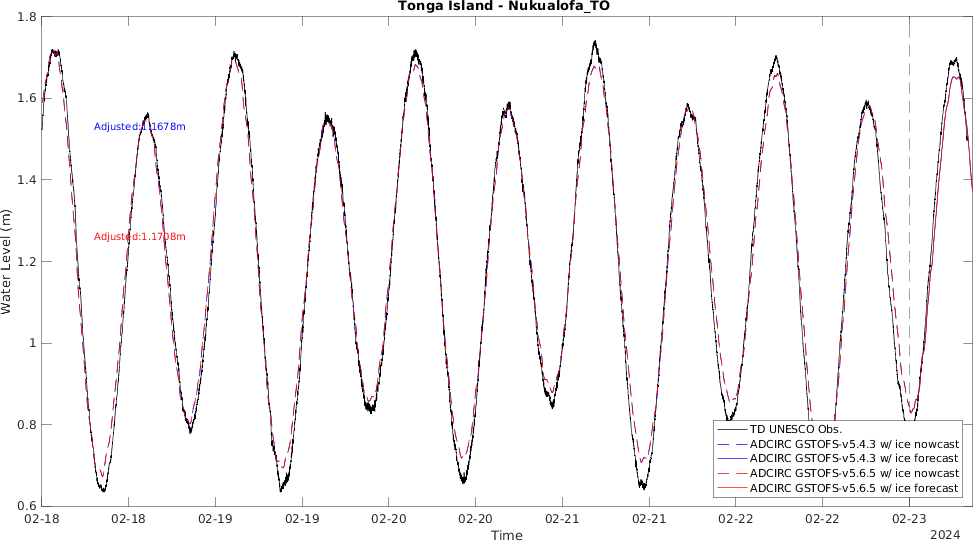 Tonga Island - Nukualofa_TO
1.8
1.6
1.4
1.2
1
0.8
0.6
Water Level (m)
Adjusted:1.1678m
Adjusted:1.1708m
TD UNESCO Obs.
ADCIRC GSTOFS-v5.4.3 w/ ice nowcast
ADCIRC GSTOFS-v5.4.3 w/ ice forecast
ADCIRC GSTOFS-v5.6.5 w/ ice nowcast
ADCIRC GSTOFS-v5.6.5 w/ ice forecast
02-18 02-18 02-19 02-19 02-20 02-20 02-21 02-21 02-22 02-22 02-23
Time
2024